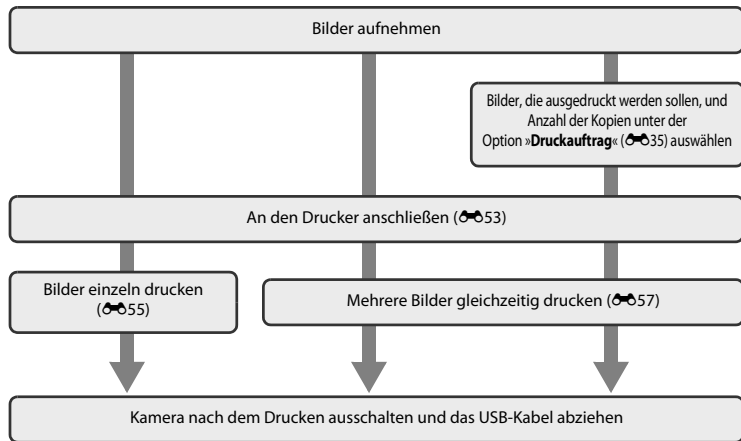 Bilder aufnehmen
Bilder, die ausgedruckt werden sollen, und
Anzahl der Kopien unter der
Option »Druckauftrag« (35) auswählen
An den Drucker anschließen (53)
Bilder einzeln drucken
(55)
Mehrere Bilder gleichzeitig drucken (57)
Kamera nach dem Drucken ausschalten und das USB-Kabel abziehen